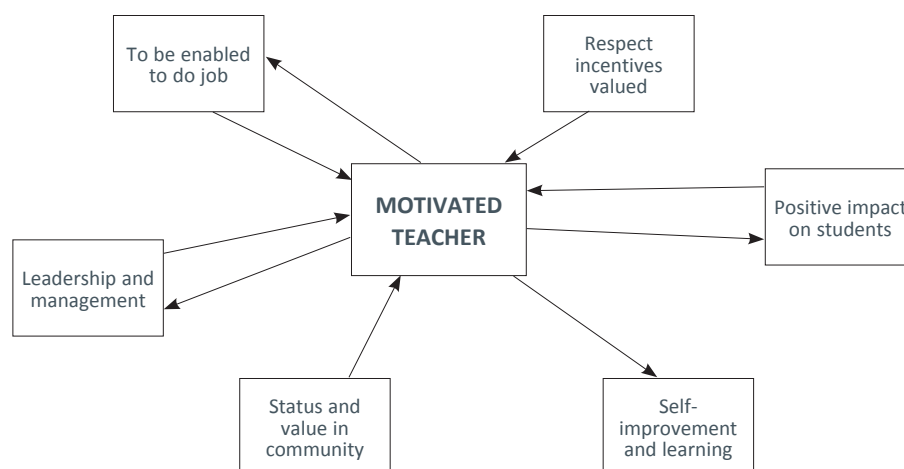 To be enabled
to do job
Respect
incentives
valued
MOTIVATED
TEACHER
Positive impact
on students
Leadership and
management
Status and
value in
community
Self-
improvement
and learning